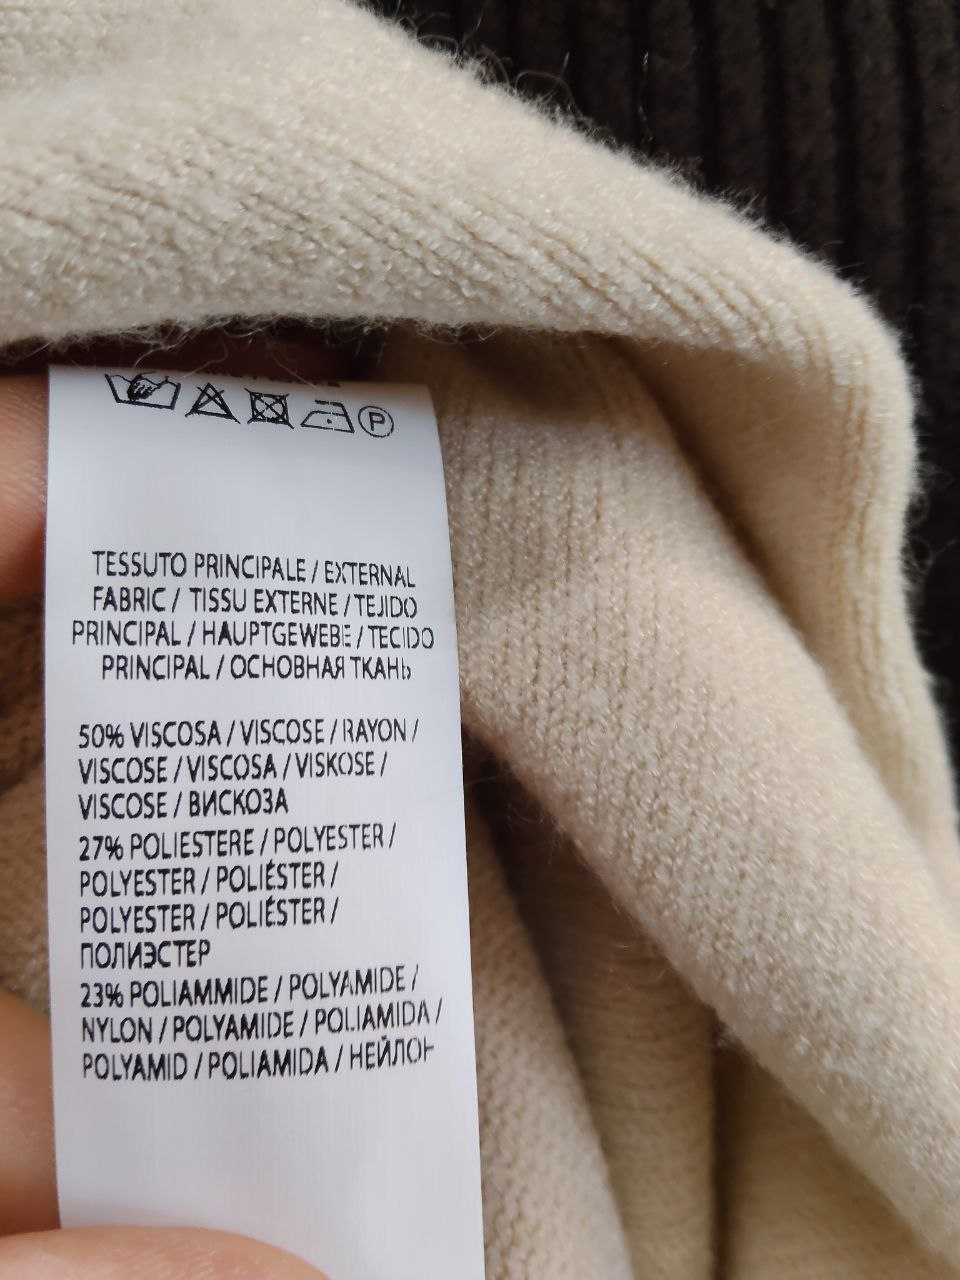 TESSUTO PRINCIPALE / EXTERNAL
FABRIC / TISSU EXTERNE / TEJIDO
PRINCIPAL / HAUPTGEWEBE / TECIDO
PRINCIPAL / ОСНОВНАЯ ТКАНЬ
50% VISCOSA / VISCOSE / RAYON /
VISCOSE / VISCOSA / VISKOSE /
VISCOSE / ВИСКОЗА
27% POLIESTERE / POLYESTER /
POLYESTER / POLIÉSTER /
POLYESTER / POLIÉSTER /
ПОЛИЭСТЕР
23% POLIAMMIDE / POLYAMIDE /
NYLON / POLYAMIDE / POLIAMIDA /
POLYAMID / POLIAMIDA / НЕЙЛОН